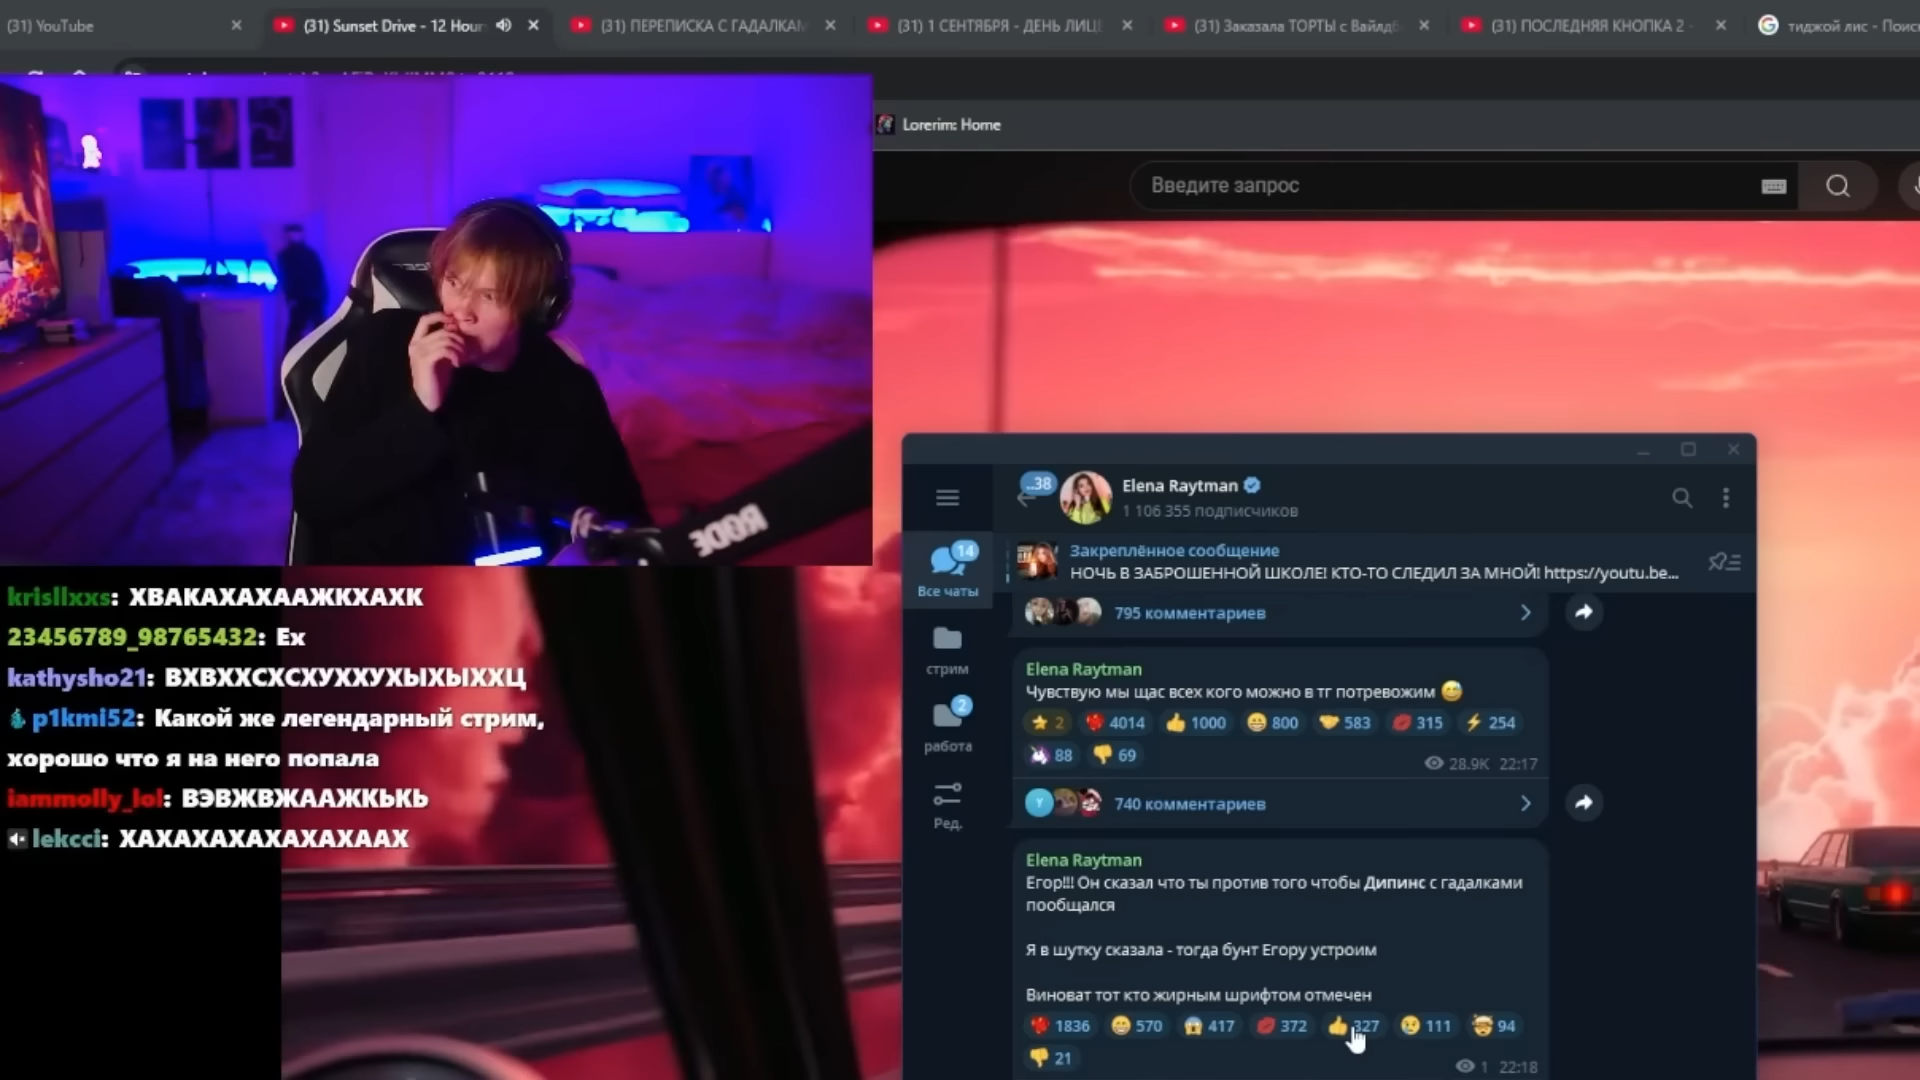 (31) YouTube
(31) Sunset Drive - 12 Hour
(31) ПЕРЕПИСКА С ГАДАЛКАМ
(31) 1 СЕНТЯБРЯ - ДЕНЬ ЛИЦЕ
(31) Заказала ТОРТЫ с Вайлдб
(31) ПОСЛЕДНЯЯ КНОПКА 2 -
тиджой лис - Поис
Lorerim: Home
Введите запрос
RODE
Elena Raytman
..38
1 106 355 подписчиков
14
Все чаты
Закреплённое сообщение
НОЧЬ В ЗАБРОШЕННОЙ ШКОЛЕ! КТО-ТО СЛЕДИЛ ЗА МНОЙ! https://youtu.be...
795 комментариев
стрим
2
работа
Ред.
Elena Raytman
Чувствую мы щас всех кого можно в тг потревожим 😅
⭐ 2 4014 👍 1000 😁 800 🤝 583 💋 315 ⚡ 254
🦄 88 👎 69
28.9K 22:17
Y 740 комментариев
Elena Raytman
Егор!!! Он сказал что ты против того чтобы Дипинс с гадалками
пообщался
Я в шутку сказала - тогда бунт Егору устроим
Виноват тот кто жирным шрифтом отмечен
1836 😁 570 😱 417 💋 372 👍 327 😢 111 🤯 94
👎 21
1 22:18
krisllxxs: ХВАКАХАХААЖКХАХК
23456789_98765432: Ех
kathysho21: ВХВХХСХСХУХХУХЫХЫХХЦ
p1kmi52: Какой же легендарный стрим,
хорошо что я на него попала
iammolly_lol: ВЭВЖВЖААЖКЬКЬ
lekcci: ХАХАХАХАХАХАХААХ